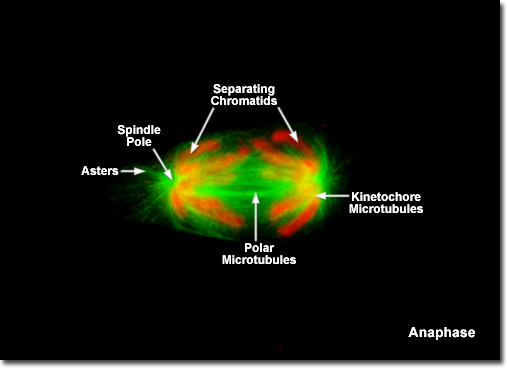 Separating
Chromatids
Spindle
Pole
Asters
Kinetochore
Microtubules
Polar
Microtubules
Anaphase